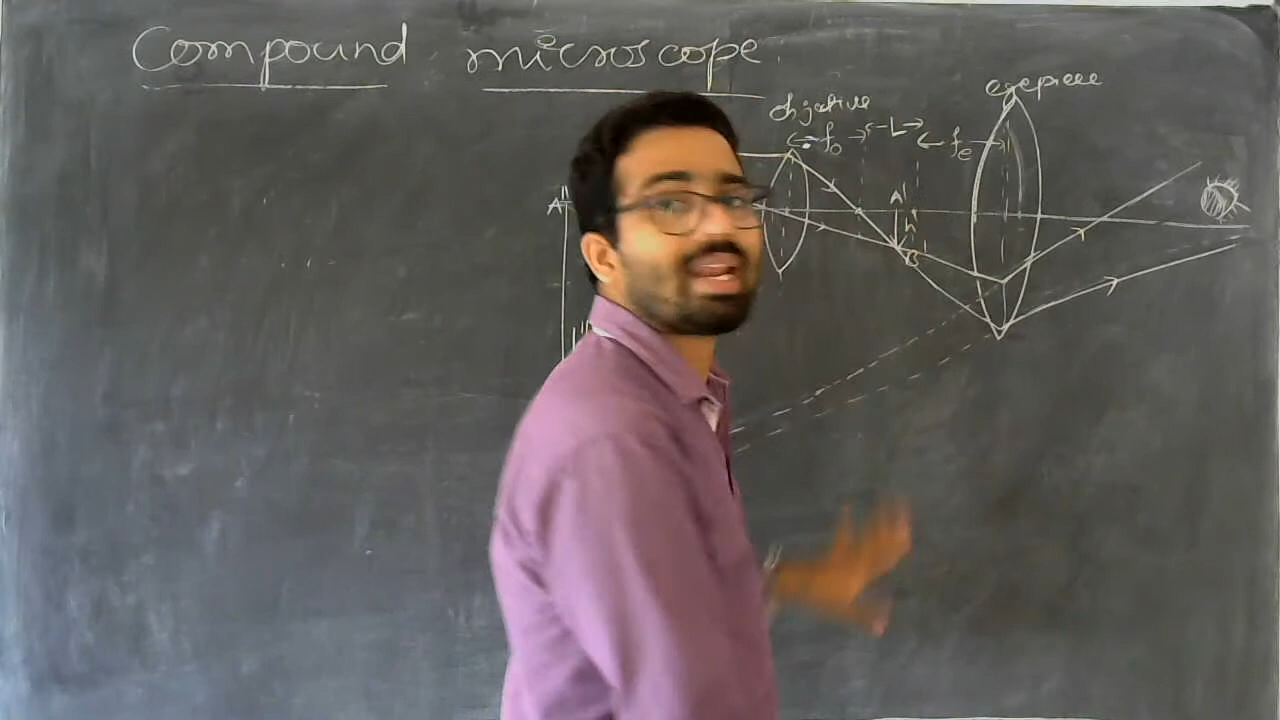 Compound microscope
eyepiece
objective
f₀ L fₑ
A" A'
h'
B'